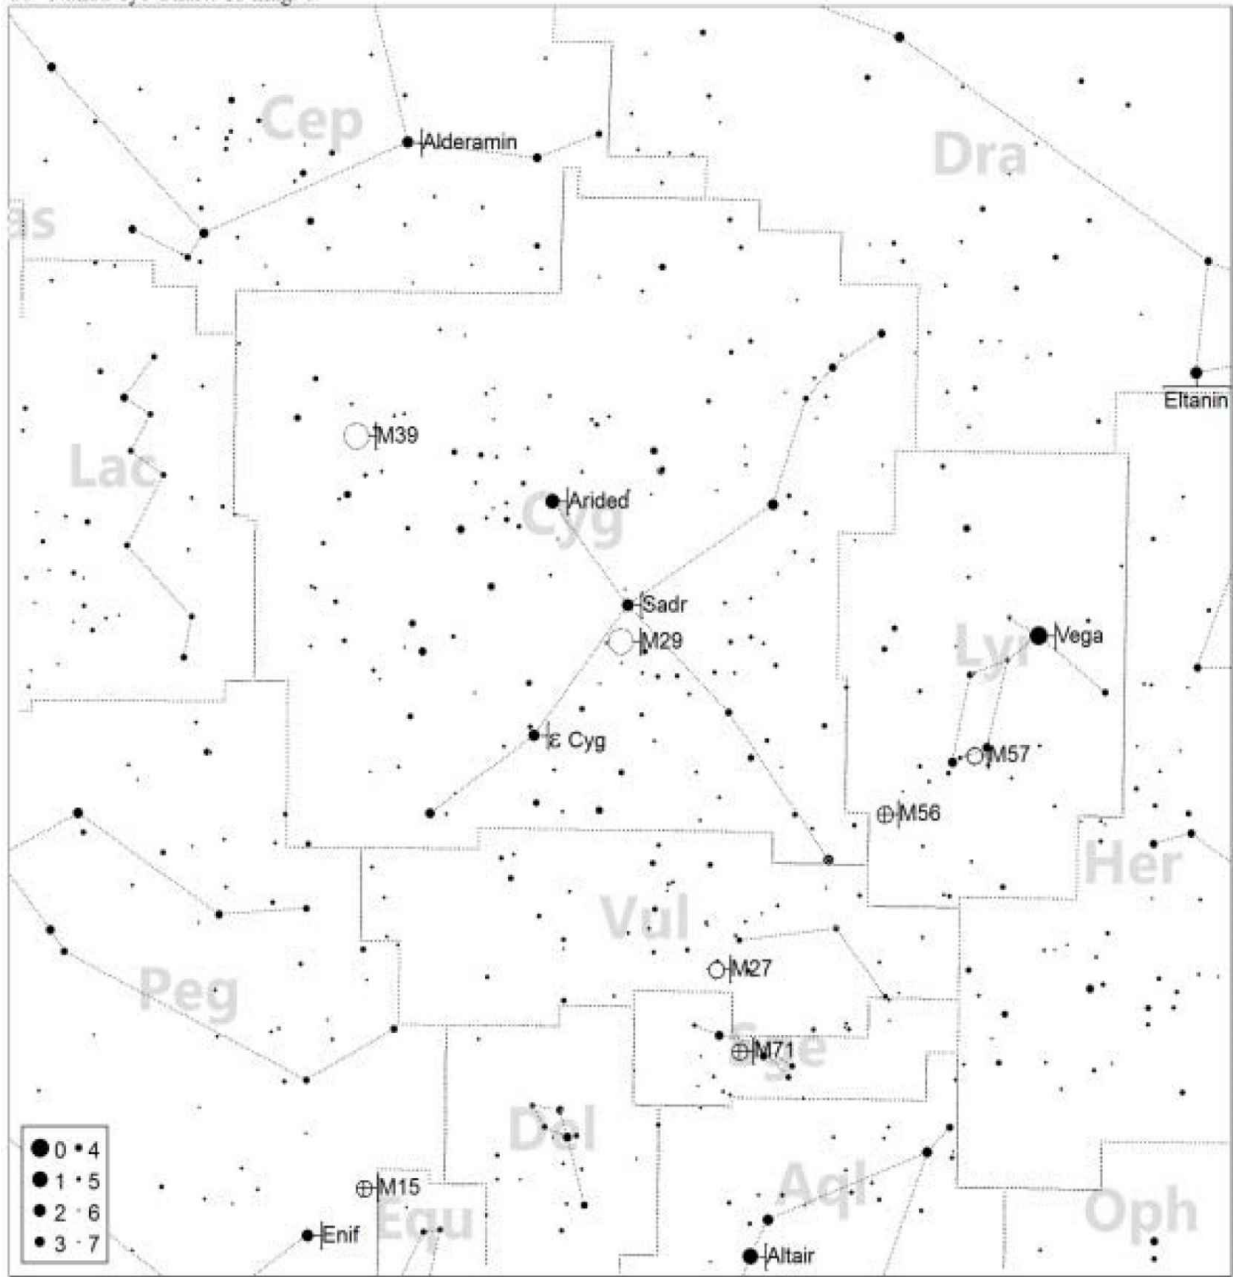 Cep
Alderamin
Dra
as
Eltanin
M39
Lac
Arided
Cyg
Sadr
M29
Lyr
Vega
ε Cyg
M57
M56
Her
Vul
M27
Peg
Sge
M71
Del
Aql
M15
Equ
Oph
Enif
Altair
0 4
1 5
2 6
3 7